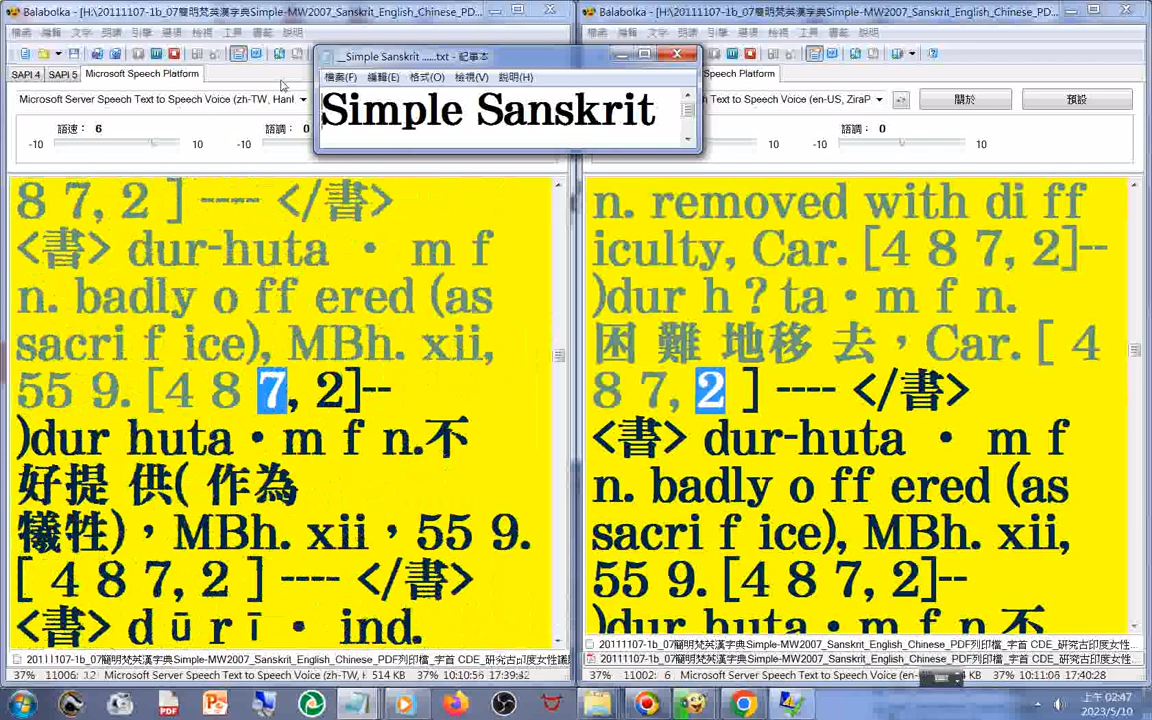 Balabolka - [H:\20111107-1b_07簡明梵英漢字典Simple-MW2007_Sanskrit_English_Chinese_PD...
Balabolka - [H:\20111107-1b_07簡明梵英漢字典Simple-MW2007_Sanskrit_English_Chinese_PD...
__Simple Sanskrit ......txt - 記事本
檔案(F) 編輯(E) 格式(O) 檢視(V) 說明(H)
Simple Sanskrit
SAPI 4 SAPI 5 Microsoft Speech Platform
Speech Platform
Microsoft Server Speech Text to Speech Voice (zh-TW, Han
ch Text to Speech Voice (en-US, ZiraP
關於 預設
語速： 6 語調： 0
-10 10 -10
語調： 0
-10 10
8 7, 2 ] ---- </書>
<書> dur-huta • m f
n. badly o ff ered (as
sacri f ice), MBh. xii,
55 9. [4 8 7, 2]--
)dur huta • m f n.不
好提 供( 作為
犧牲)，MBh. xii，55 9.
[ 4 8 7, 2 ] ---- </書>
<書> d ū r ī • ind.
n. removed with di ff
iculty, Car. [4 8 7, 2]--
)dur h ? ta • m f n.
困 難 地移 去，Car. [ 4
8 7, 2 ] ---- </書>
<書> dur-huta • m f
n. badly o ff ered (as
sacri f ice), MBh. xii,
55 9. [4 8 7, 2]--
)dur huta • m f n.不
20111107-1b_07簡明梵英漢字典Simple-MW2007_Sanskrit_English_Chinese_PDF列印檔_字首 CDE_研究古印度女性議
20111107-1b_07簡明梵英漢字典Simple-MW2007_Sanskrit_English_Chinese_PDF列印檔_字首 CDE_研究古印度女性...
20111107-1b_07簡明梵英漢字典Simple-MW2007_Sanskrit_English_Chinese_PDF列印檔_字首 CDE_研究古印度女性...
37% 11006: 32 Microsoft Server Speech Text to Speech Voice (zh-TW, H 514 KB 37% 10:10:56 17:39:42
37% 11002: 6 Microsoft Server Speech Text to Speech Voice KB 37% 10:11:06 17:40:28
上午 02:47
2023/5/10